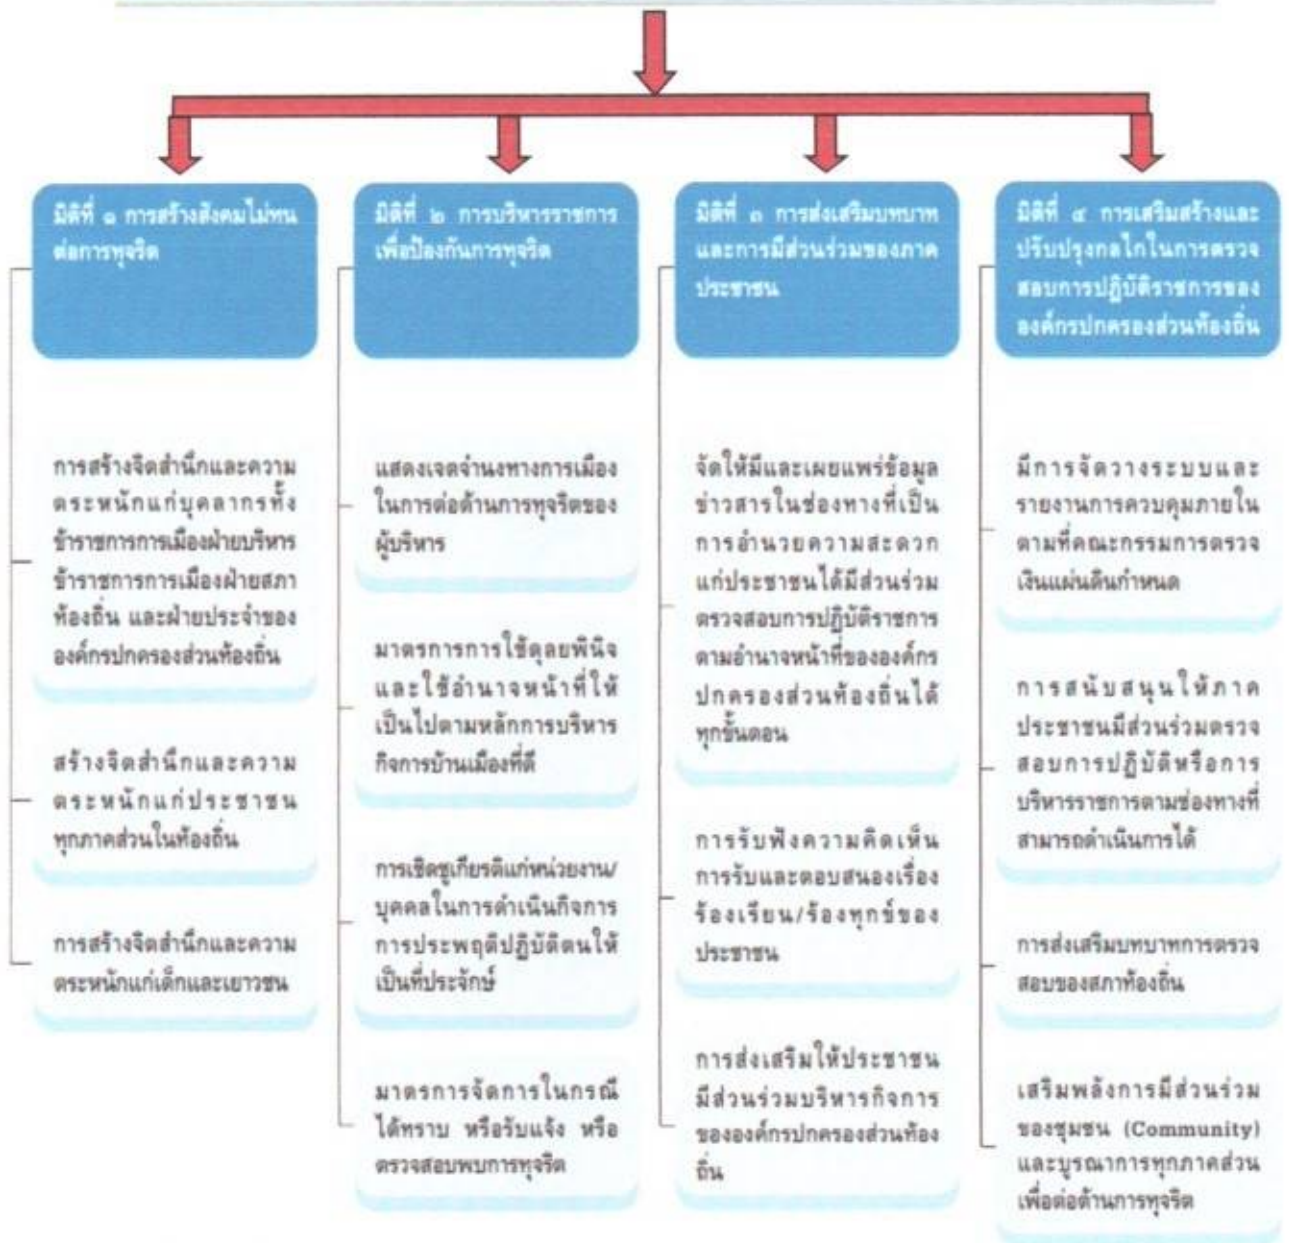 มิติที่ ๑ การสร้างสังคมไม่ทน
ต่อการทุจริต
การสร้างจิตสำนึกและความ
ตระหนักแก่บุคลากรทั้ง
ข้าราชการการเมืองฝ่ายบริหาร
ข้าราชการการเมืองฝ่ายสภา
ท้องถิ่น และฝ่ายประจำของ
องค์กรปกครองส่วนท้องถิ่น
สร้างจิตสำนึกและความ
ตระหนักแก่ประชาชน
ทุกภาคส่วนในท้องถิ่น
การสร้างจิตสำนึกและความ
ตระหนักแก่เด็กและเยาวชน
มิติที่ ๒ การบริหารราชการ
เพื่อป้องกันการทุจริต
แสดงเจตจำนงทางการเมือง
ในการต่อต้านการทุจริตของ
ผู้บริหาร
มาตรการการใช้ดุลยพินิจ
และใช้อำนาจหน้าที่ให้
เป็นไปตามหลักการบริหาร
กิจการบ้านเมืองที่ดี
การเชิดชูเกียรติแก่หน่วยงาน/
บุคคลในการดำเนินกิจการ
การประพฤติปฏิบัติตนให้
เป็นที่ประจักษ์
มาตรการจัดการในกรณี
ได้ทราบ หรือรับแจ้ง หรือ
ตรวจสอบพบการทุจริต
มิติที่ ๓ การส่งเสริมบทบาท
และการมีส่วนร่วมของภาค
ประชาชน
จัดให้มีและเผยแพร่ข้อมูล
ข่าวสารในช่องทางที่เป็น
การอำนวยความสะดวก
แก่ประชาชนได้มีส่วนร่วม
ตรวจสอบการปฏิบัติราชการ
ตามอำนาจหน้าที่ขององค์กร
ปกครองส่วนท้องถิ่นได้
ทุกขั้นตอน
การรับฟังความคิดเห็น
การรับและตอบสนองเรื่อง
ร้องเรียน/ร้องทุกข์ของ
ประชาชน
การส่งเสริมให้ประชาชน
มีส่วนร่วมบริหารกิจการ
ขององค์กรปกครองส่วนท้อง
ถิ่น
มิติที่ ๔ การเสริมสร้างและ
ปรับปรุงกลไกในการตรวจ
สอบการปฏิบัติราชการของ
องค์กรปกครองส่วนท้องถิ่น
มีการจัดวางระบบและ
รายงานการควบคุมภายใน
ตามที่คณะกรรมการตรวจ
เงินแผ่นดินกำหนด
การสนับสนุนให้ภาค
ประชาชนมีส่วนร่วมตรวจ
สอบการปฏิบัติหรือการ
บริหารราชการตามช่องทางที่
สามารถดำเนินการได้
การส่งเสริมบทบาทการตรวจ
สอบของสภาท้องถิ่น
เสริมพลังการมีส่วนร่วม
ของชุมชน (Community)
และบูรณาการทุกภาคส่วน
เพื่อต่อต้านการทุจริต